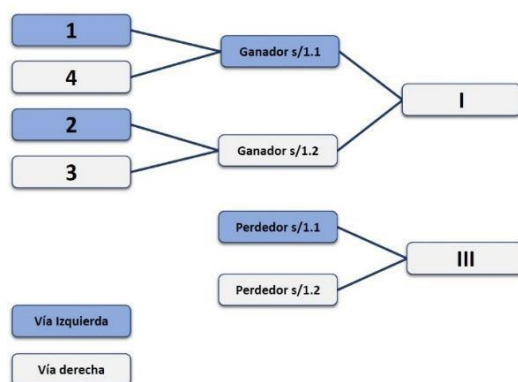 1
4
2
3
Ganador s/1.1
Ganador s/1.2
I
Perdedor s/1.1
Perdedor s/1.2
III
Vía Izquierda
Vía derecha